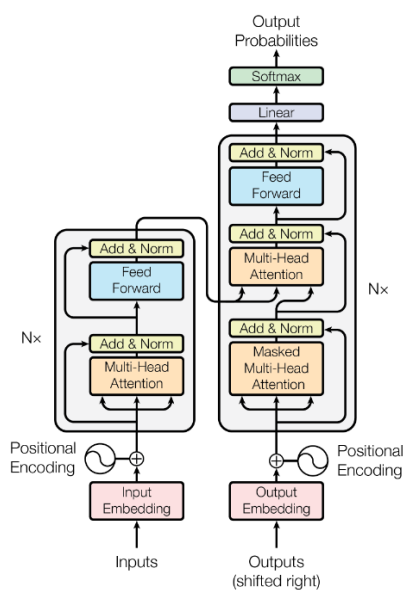 Output
Probabilities
Softmax
Linear
Add & Norm
Feed
Forward
Add & Norm
Multi-Head
Attention
Add & Norm
Masked
Multi-Head
Attention
N×
Add & Norm
Feed
Forward
N×
Add & Norm
Multi-Head
Attention
Positional
Encoding
Positional
Encoding
Input
Embedding
Output
Embedding
Inputs
Outputs
(shifted right)